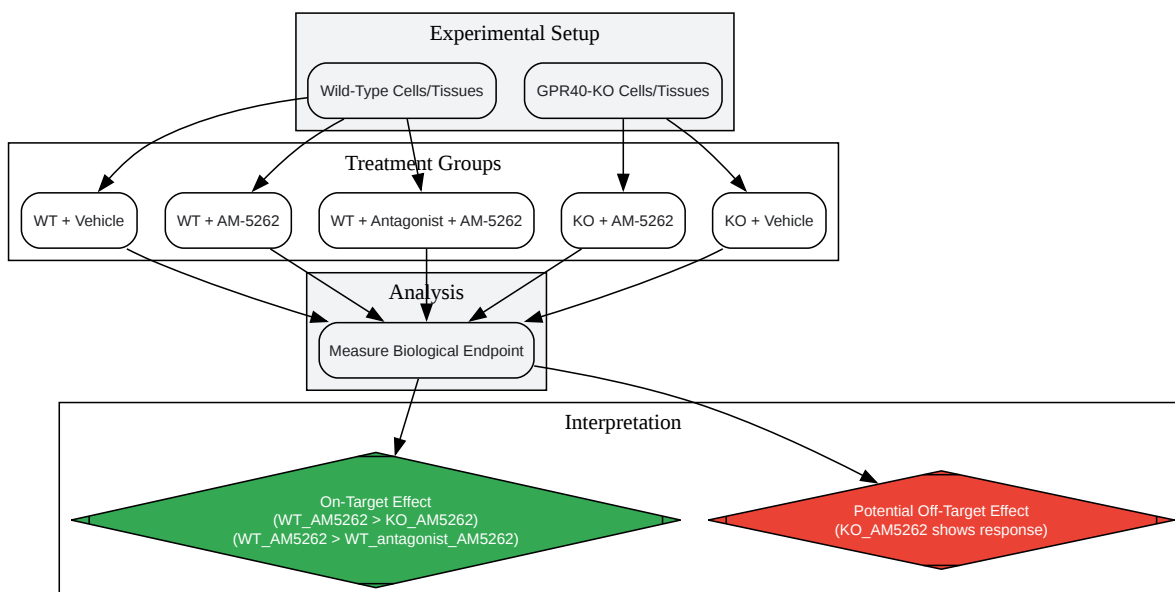 Experimental Setup
Wild-Type Cells/Tissues
GPR40-KO Cells/Tissues
Treatment Groups
WT + Vehicle
WT + AM-5262
WT + Antagonist + AM-5262
KO + AM-5262
KO + Vehicle
Analysis
Measure Biological Endpoint
Interpretation
On-Target Effect
(WT_AM5262 > KO_AM5262)
(WT_AM5262 > WT_antagonist_AM5262)
Potential Off-Target Effect
(KO_AM5262 shows response)